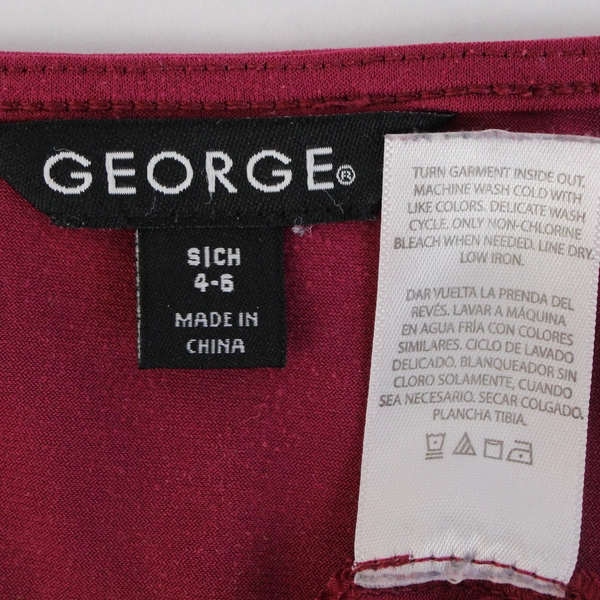 GEORGE®
S|CH
4-6
MADE IN
CHINA
TURN GARMENT INSIDE OUT.
MACHINE WASH COLD WITH
LIKE COLORS. DELICATE WASH
CYCLE. ONLY NON-CHLORINE
BLEACH WHEN NEEDED. LINE DRY.
LOW IRON.
DAR VUELTA LA PRENDA DEL
REVÉS. LAVAR A MÁQUINA
EN AGUA FRÍA CON COLORES
SIMILARES. CICLO DE LAVADO
DELICADO. BLANQUEADOR SIN
CLORO SOLAMENTE, CUANDO
SEA NECESARIO. SECAR COLGADO.
PLANCHA TIBIA.